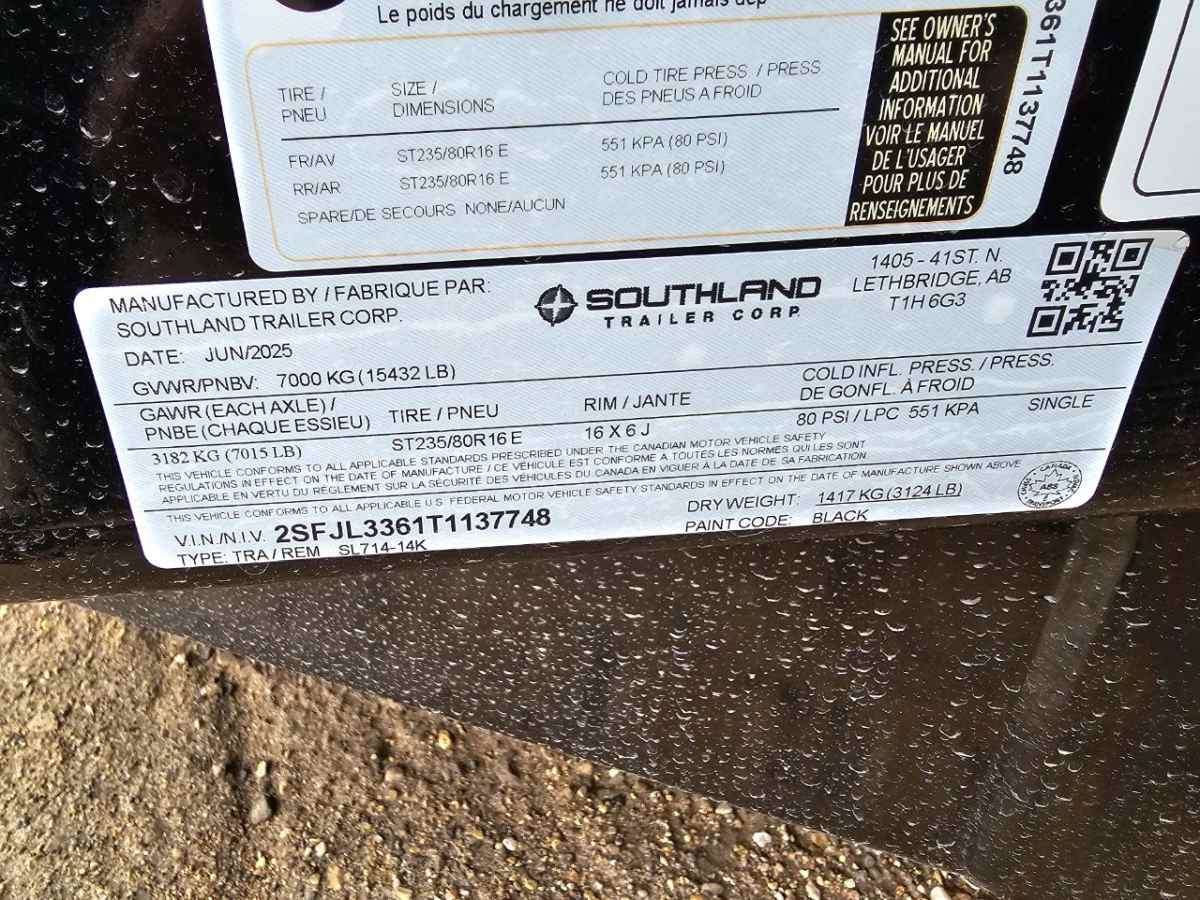 Le poids du chargement ne doit jamais dép
TIRE / PNEU
SIZE / DIMENSIONS
COLD TIRE PRESS. / PRESS DES PNEUS A FROID
FR/AV ST235/80R16 E 551 KPA (80 PSI)
RR/AR ST235/80R16 E 551 KPA (80 PSI)
SPARE/DE SECOURS NONE/AUCUN
SEE OWNER'S
MANUAL FOR
ADDITIONAL
INFORMATION
VOIR LE MANUEL
DE L'USAGER
POUR PLUS DE
RENSEIGNEMENTS
361T1137748
MANUFACTURED BY / FABRIQUE PAR:
SOUTHLAND TRAILER CORP.
SOUTHLAND
TRAILER CORP.
1405 - 41ST. N.
LETHBRIDGE, AB
T1H 6G3
DATE: JUN/2025
GVWR/PNBV: 7000 KG (15432 LB)
GAWR (EACH AXLE) /
PNBE (CHAQUE ESSIEU)
TIRE / PNEU
RIM / JANTE
COLD INFL. PRESS. / PRESS.
DE GONFL. À FROID
3182 KG (7015 LB) ST235/80R16 E 16 X 6 J 80 PSI / LPC 551 KPA SINGLE
THIS VEHICLE CONFORMS TO ALL APPLICABLE STANDARDS PRESCRIBED UNDER THE CANADIAN MOTOR VEHICLE SAFETY
REGULATIONS IN EFFECT ON THE DATE OF MANUFACTURE / CE VÉHICULE EST CONFORME À TOUTES LES NORMES QUI LES SONT
APPLICABLE EN VERTU DU RÉGLEMENT SUR LA SÉCURITÉ DES VÉHICULES DU CANADA EN VIGUER À LA DATE DE SA FABRICATION
THIS VEHICLE CONFORMS TO ALL APPLICABLE U.S. FEDERAL MOTOR VEHICLE SAFETY STANDARDS IN EFFECT ON THE DATE OF MANUFACTURE SHOWN ABOVE
V.I.N./N.I.V. 2SFJL3361T1137748
DRY WEIGHT: 1417 KG (3124 LB)
TYPE: TRA / REM SL714-14K
PAINT CODE: BLACK
CANADA